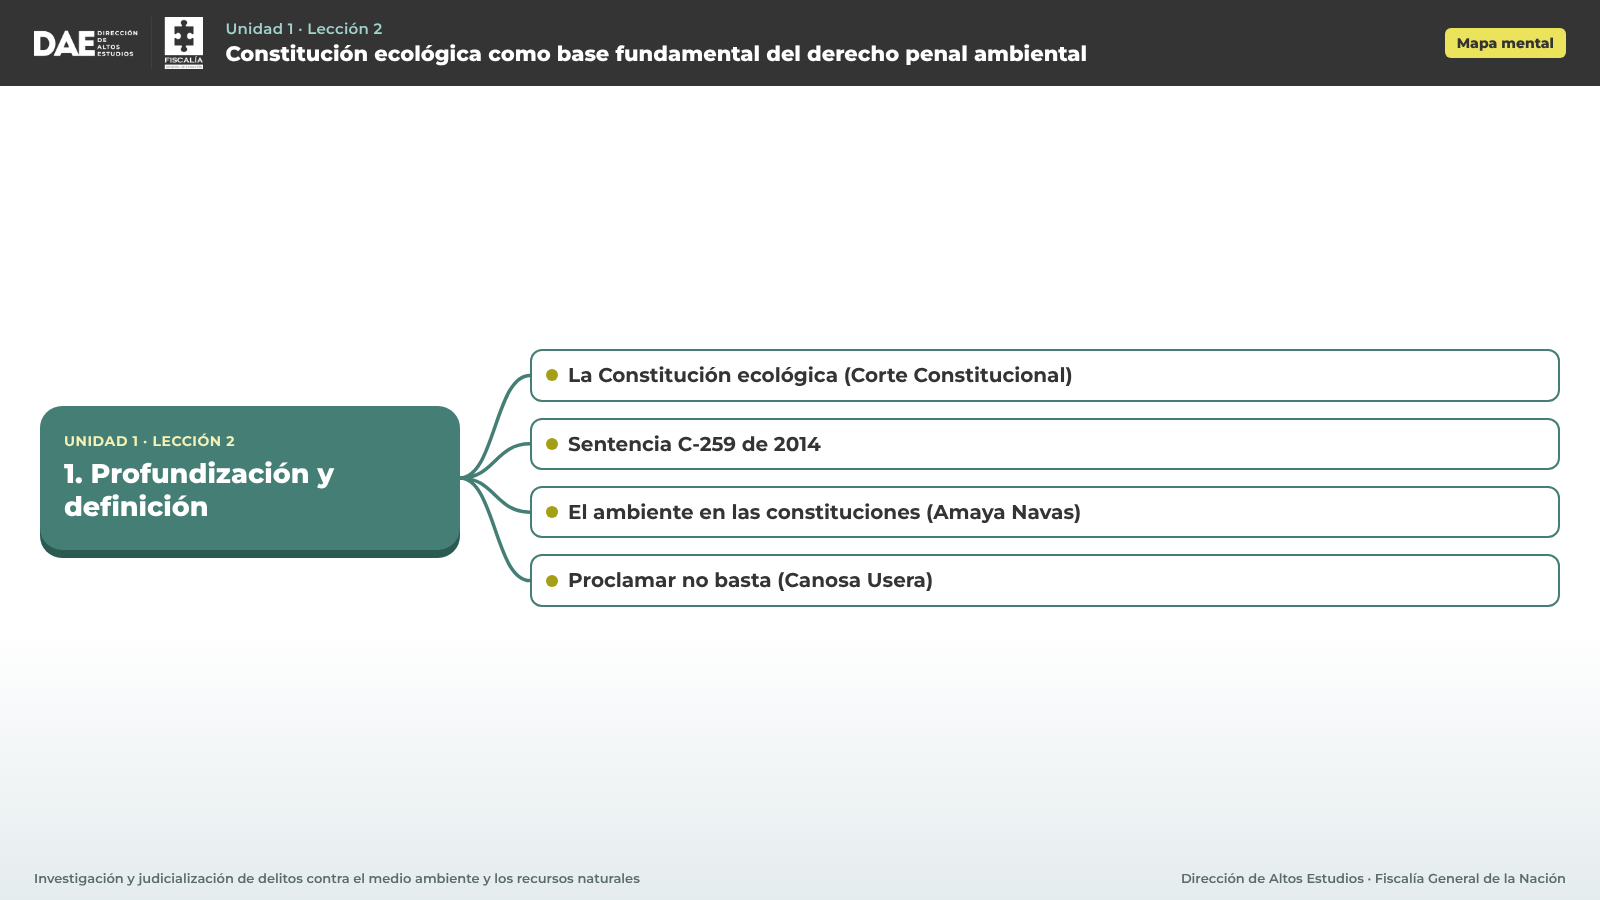 DAE
DIRECCIÓN
DE
ALTOS
ESTUDIOS
FISCALÍA
Unidad 1 · Lección 2
Constitución ecológica como base fundamental del derecho penal ambiental
Mapa mental
UNIDAD 1 · LECCIÓN 2
1. Profundización y
definición
La Constitución ecológica (Corte Constitucional)
Sentencia C-259 de 2014
El ambiente en las constituciones (Amaya Navas)
Proclamar no basta (Canosa Usera)
Investigación y judicialización de delitos contra el medio ambiente y los recursos naturales
Dirección de Altos Estudios · Fiscalía General de la Nación